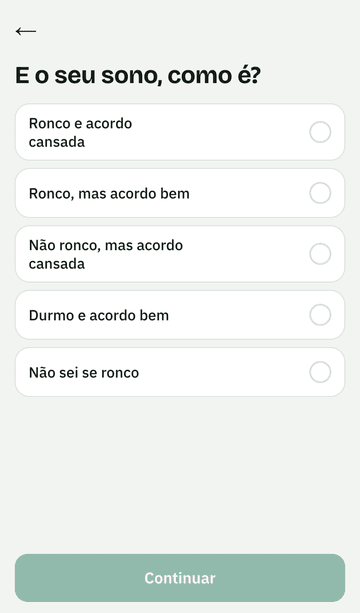 E o seu sono, como é?
Ronco e acordo
cansada
Ronco, mas acordo bem
Não ronco, mas acordo
cansada
Durmo e acordo bem
Não sei se ronco
Continuar